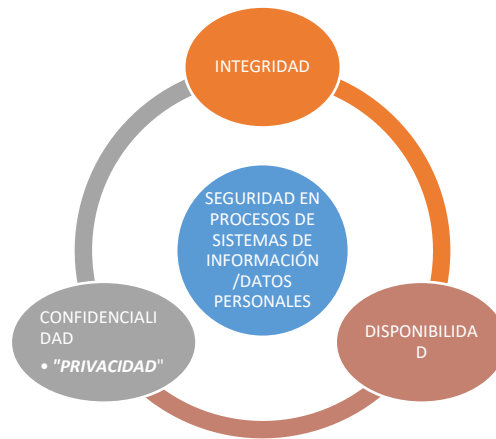 INTEGRIDAD
SEGURIDAD EN
PROCESOS DE
SISTEMAS DE
INFORMACIÓN
/DATOS
PERSONALES
CONFIDENCIALI
DAD
• "PRIVACIDAD"
DISPONIBILIDA
D